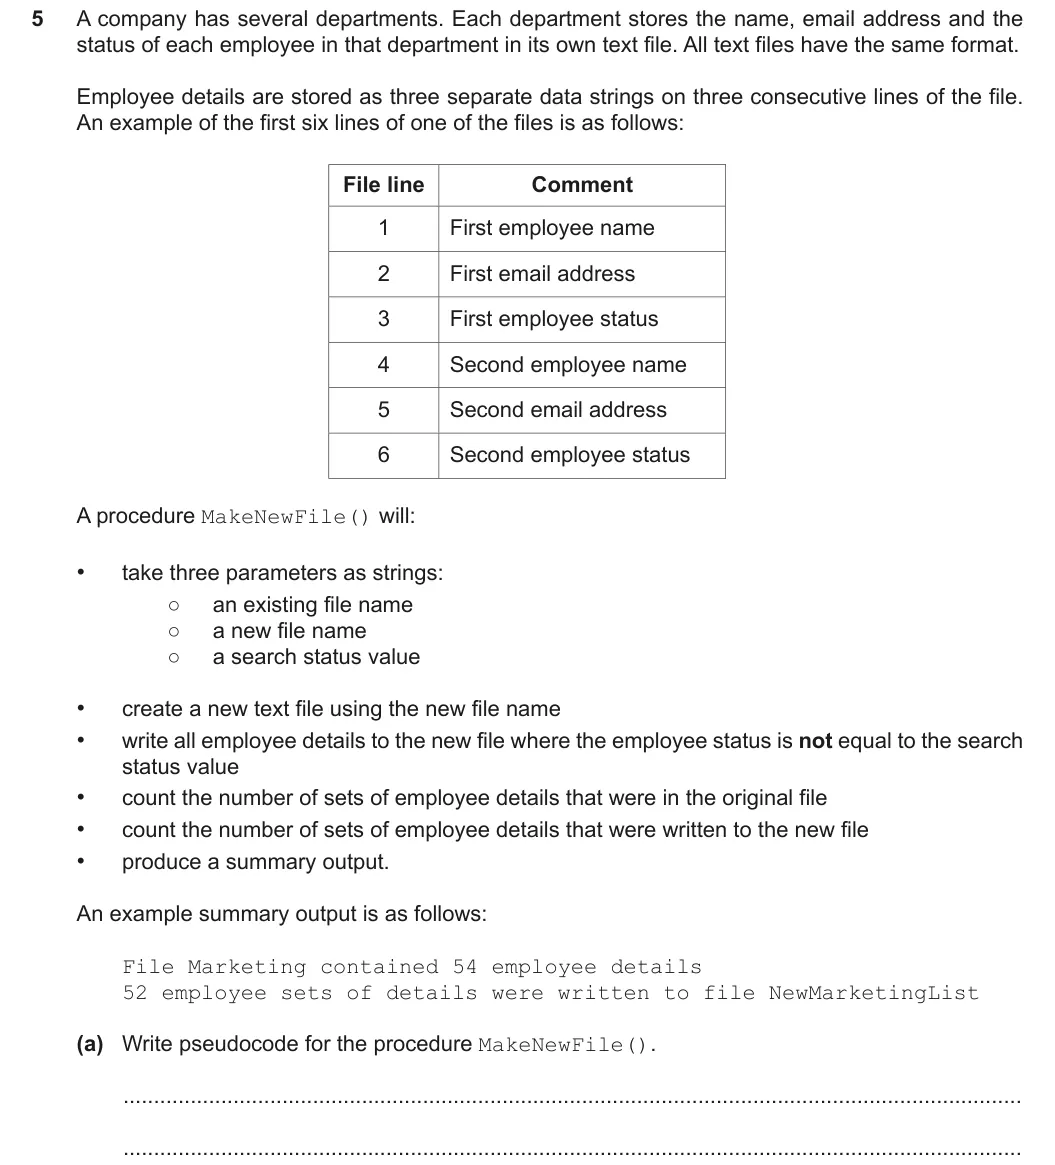 5 A company has several departments. Each department stores the name, email address and the
status of each employee in that department in its own text file. All text files have the same format.
Employee details are stored as three separate data strings on three consecutive lines of the file.
An example of the first six lines of one of the files is as follows:
File line Comment
1 First employee name
2 First email address
3 First employee status
4 Second employee name
5 Second email address
6 Second employee status
A procedure MakeNewFile() will:
• take three parameters as strings:
○ an existing file name
○ a new file name
○ a search status value
• create a new text file using the new file name
• write all employee details to the new file where the employee status is not equal to the search
status value
• count the number of sets of employee details that were in the original file
• count the number of sets of employee details that were written to the new file
• produce a summary output.
An example summary output is as follows:
File Marketing contained 54 employee details
52 employee sets of details were written to file NewMarketingList
(a) Write pseudocode for the procedure MakeNewFile().